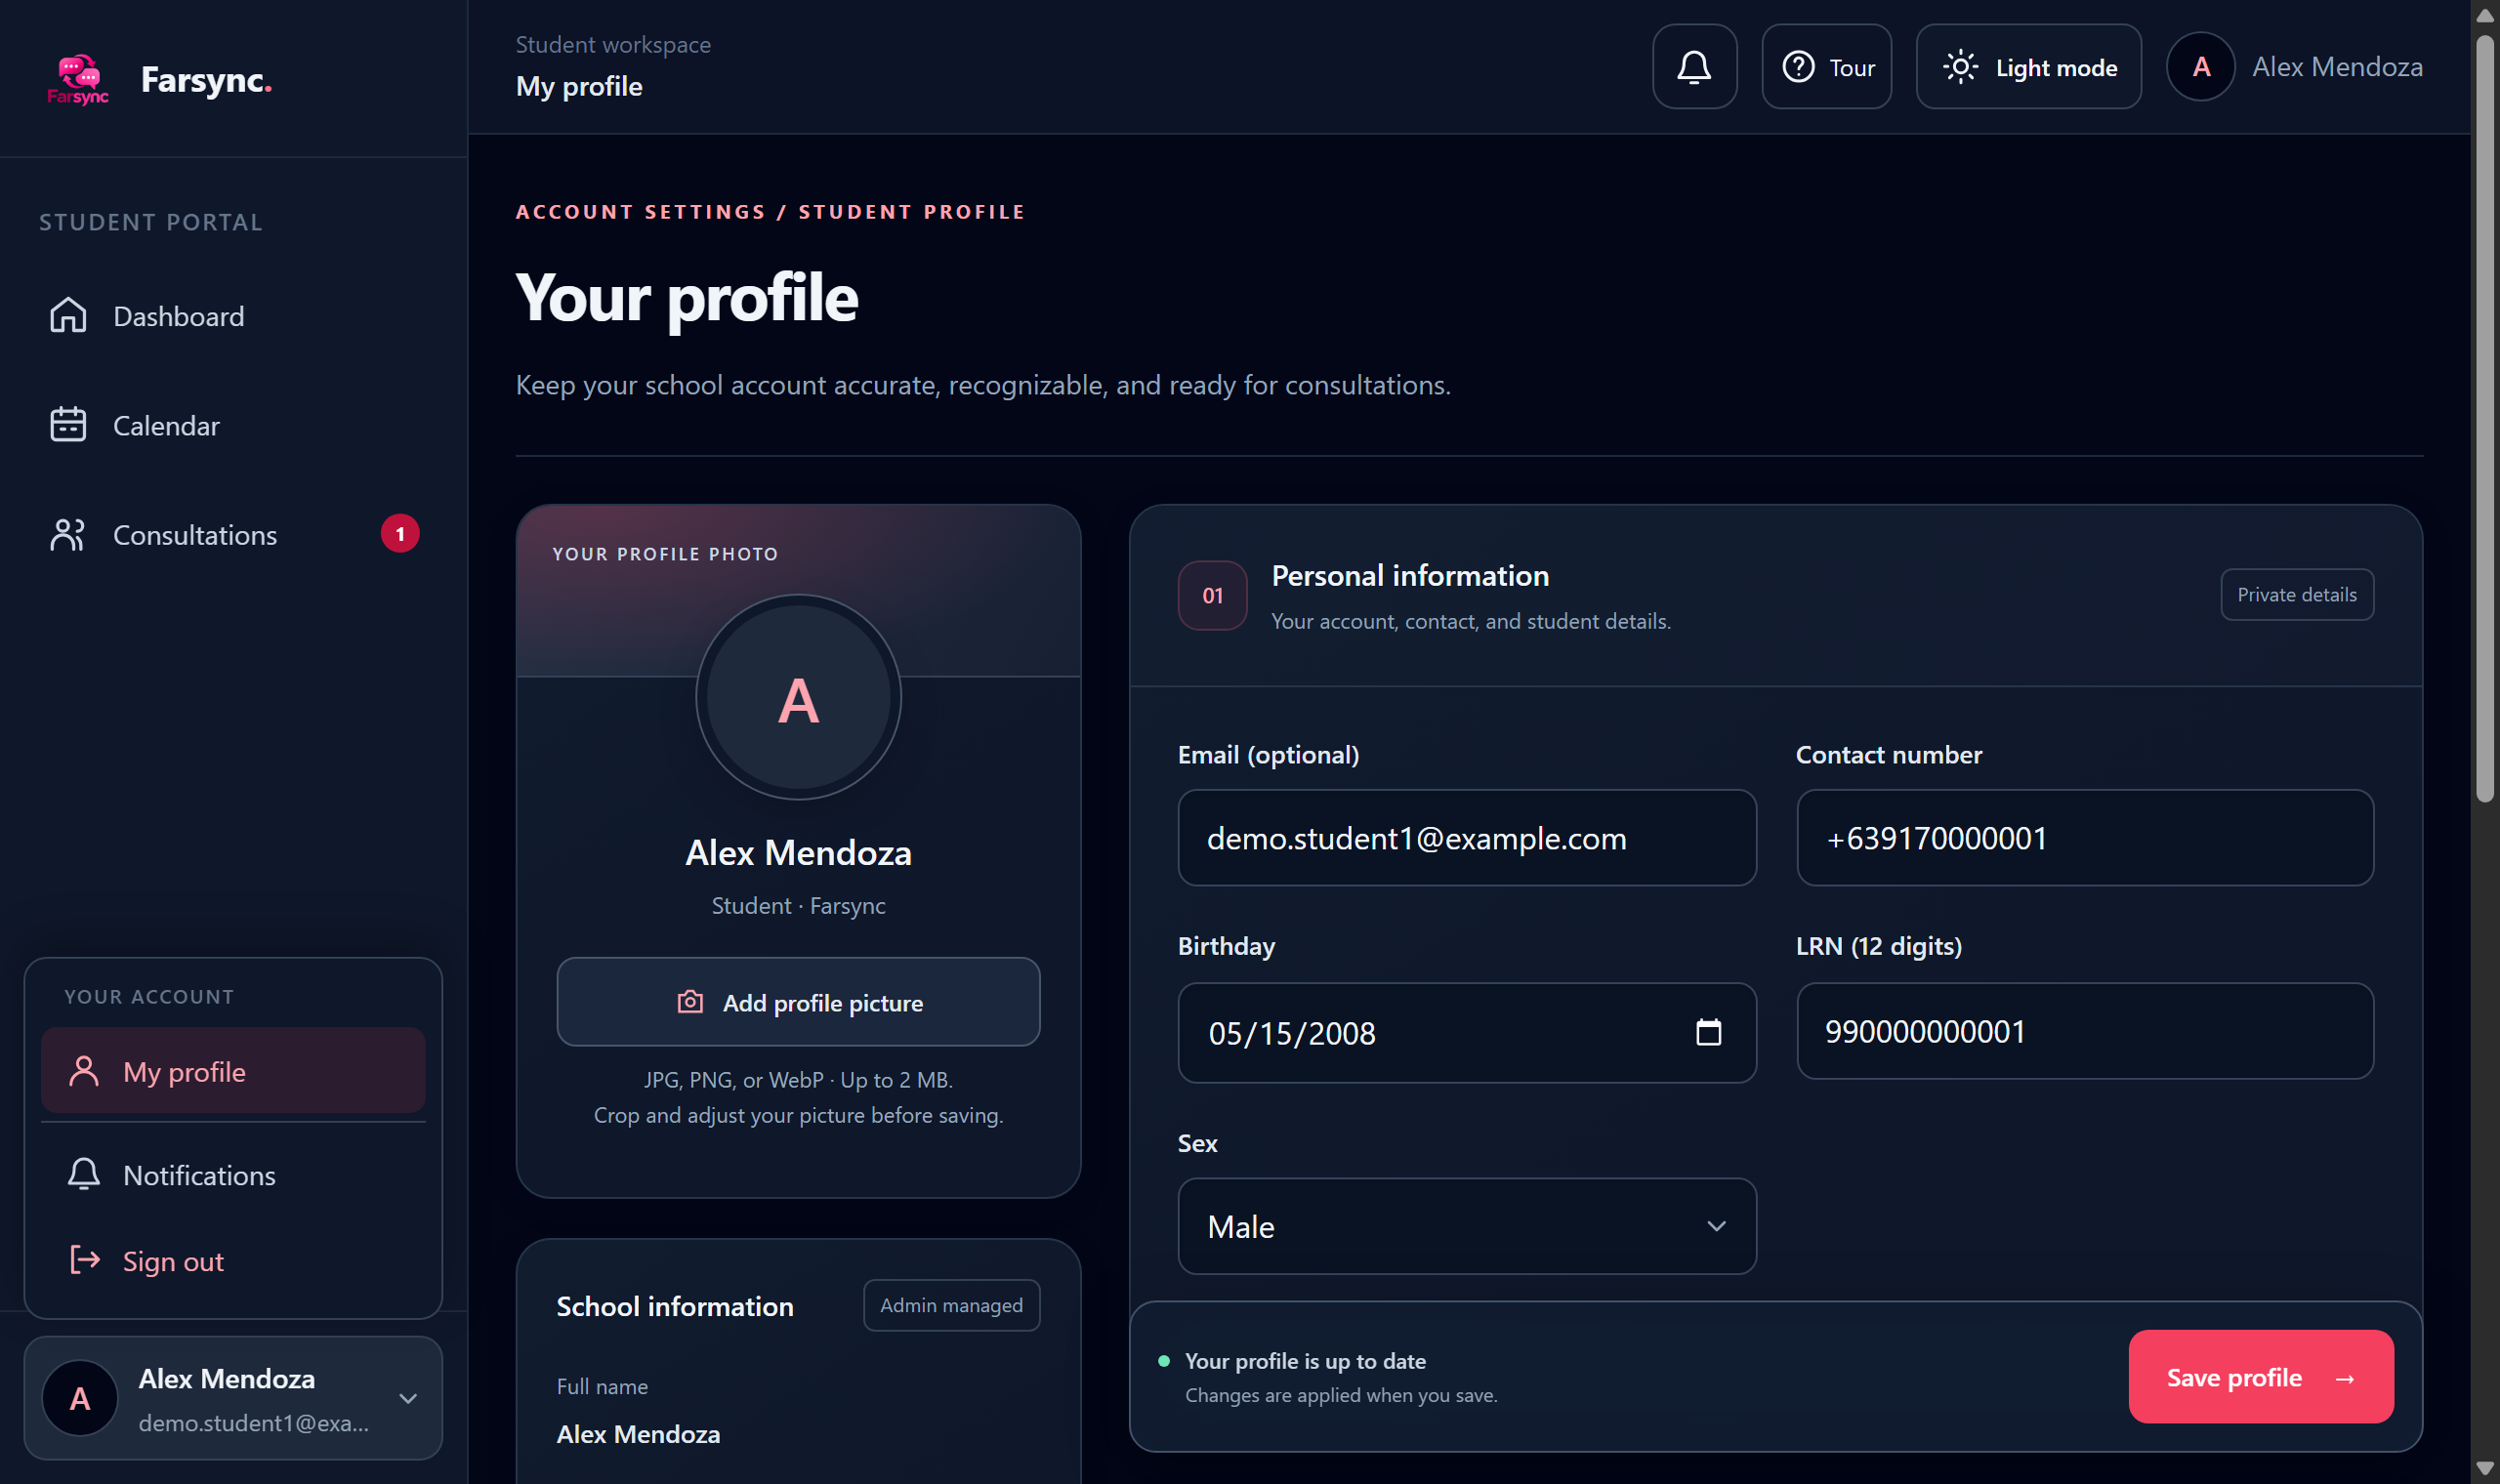 Farsync
Farsync.
STUDENT PORTAL
Dashboard
Calendar
Consultations
1
YOUR ACCOUNT
My profile
Notifications
Sign out
A
Alex Mendoza
demo.student1@exa...
Student workspace
My profile
Tour
Light mode
A
Alex Mendoza
ACCOUNT SETTINGS / STUDENT PROFILE
Your profile
Keep your school account accurate, recognizable, and ready for consultations.
YOUR PROFILE PHOTO
A
Alex Mendoza
Student · Farsync
Add profile picture
JPG, PNG, or WebP · Up to 2 MB.
Crop and adjust your picture before saving.
School information
Admin managed
Full name
Alex Mendoza
01
Personal information
Your account, contact, and student details.
Private details
Email (optional)
demo.student1@example.com
Contact number
+639170000001
Birthday
05/15/2008
LRN (12 digits)
990000000001
Sex
Male
Your profile is up to date
Changes are applied when you save.
Save profile →